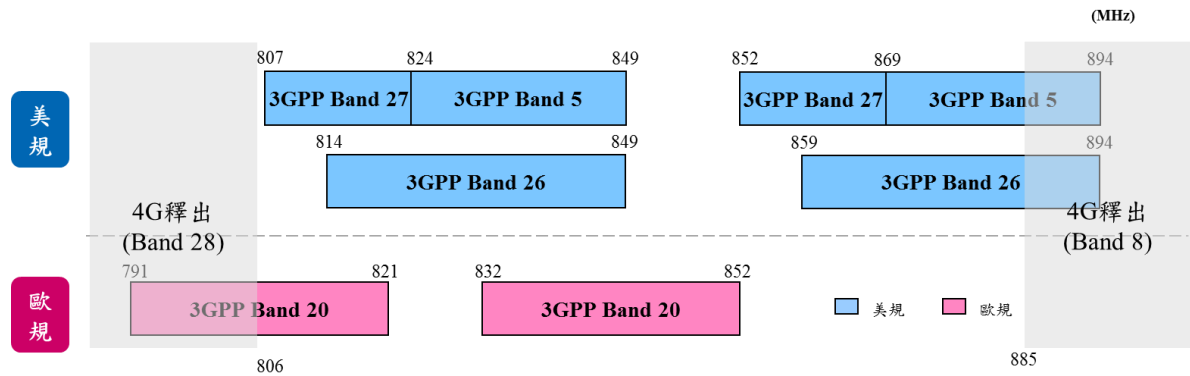 (MHz)
807
824
849
852
869
894
美規
3GPP Band 27
3GPP Band 5
3GPP Band 27
3GPP Band 5
814
849
859
894
3GPP Band 26
3GPP Band 26
4G釋出
(Band 28)
4G釋出
(Band 8)
791
821
832
852
歐規
3GPP Band 20
3GPP Band 20
美規
歐規
806
885